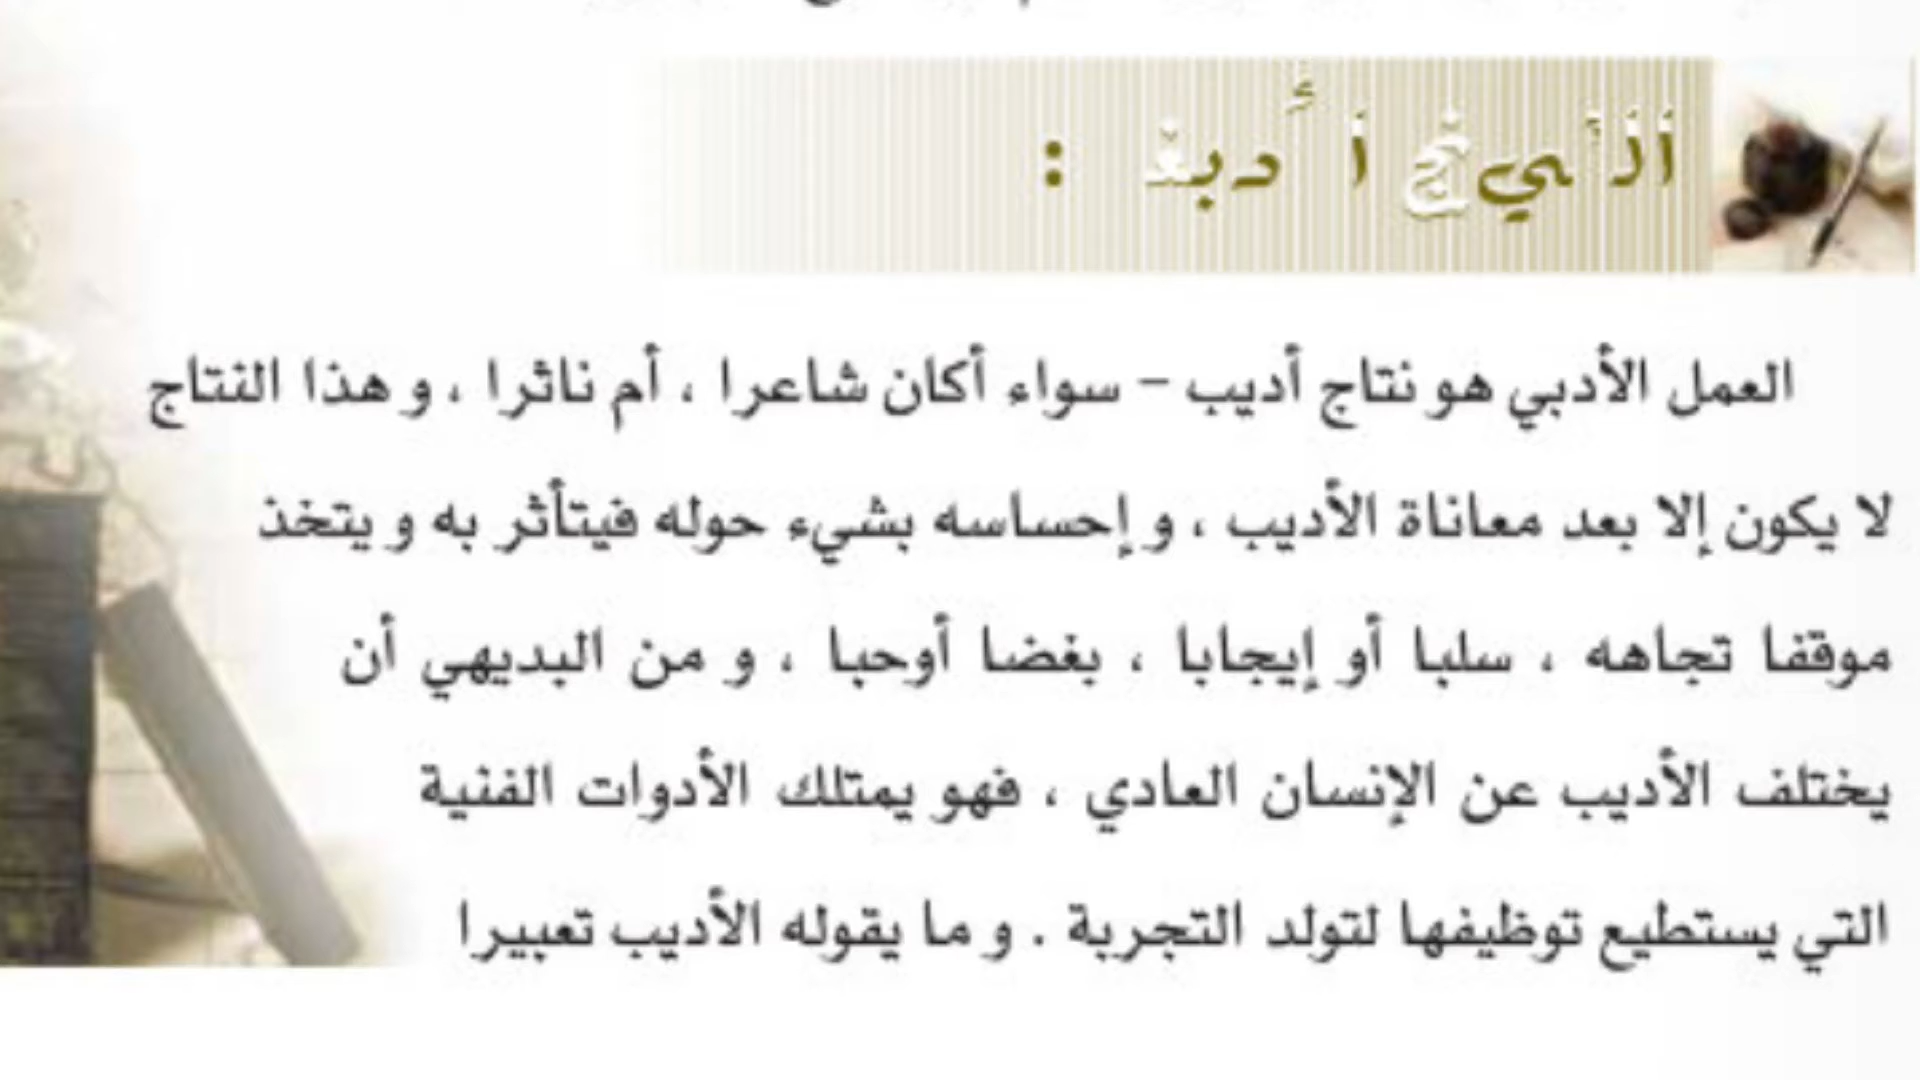 العمل الأدبي هو نتاج أديب – سواء أكان شاعرا ، أم ناثرا ، و هذا النتاج
لا يكون إلا بعد معاناة الأديب ، و إحساسه بشيء حوله فيتأثر به و يتخذ
موقفا تجاهه ، سلبا أو إيجابا ، بغضا أوحبا ، و من البديهي أن
يختلف الأديب عن الإنسان العادي ، فهو يمتلك الأدوات الفنية
التي يستطيع توظيفها لتولد التجربة . و ما يقوله الأديب تعبيرا